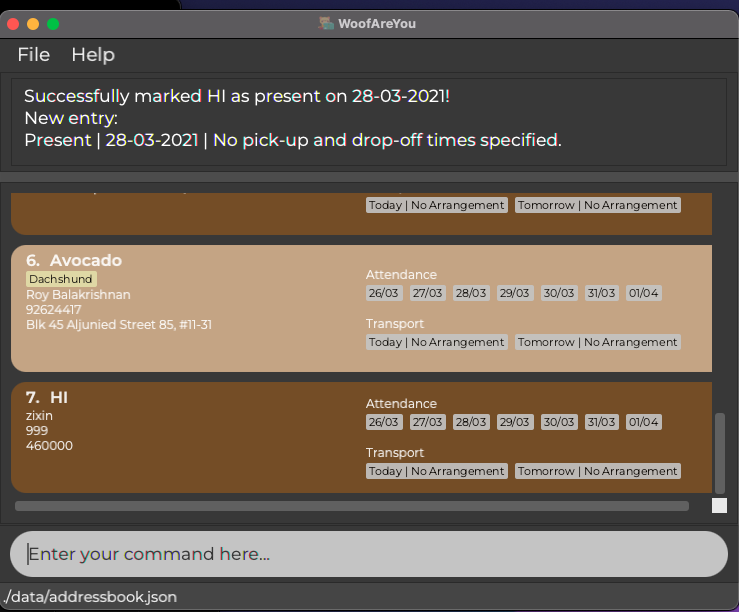 WoofAreYou
File Help
Successfully marked HI as present on 28-03-2021!
New entry:
Present | 28-03-2021 | No pick-up and drop-off times specified.
Today | No Arrangement Tomorrow | No Arrangement
6. Avocado
Dachshund
Roy Balakrishnan
92624417
Blk 45 Aljunied Street 85, #11-31
Attendance
26/03 27/03 28/03 29/03 30/03 31/03 01/04
Transport
Today | No Arrangement Tomorrow | No Arrangement
7. HI
zixin
999
460000
Attendance
26/03 27/03 28/03 29/03 30/03 31/03 01/04
Transport
Today | No Arrangement Tomorrow | No Arrangement
Enter your command here...
./data/addressbook.json